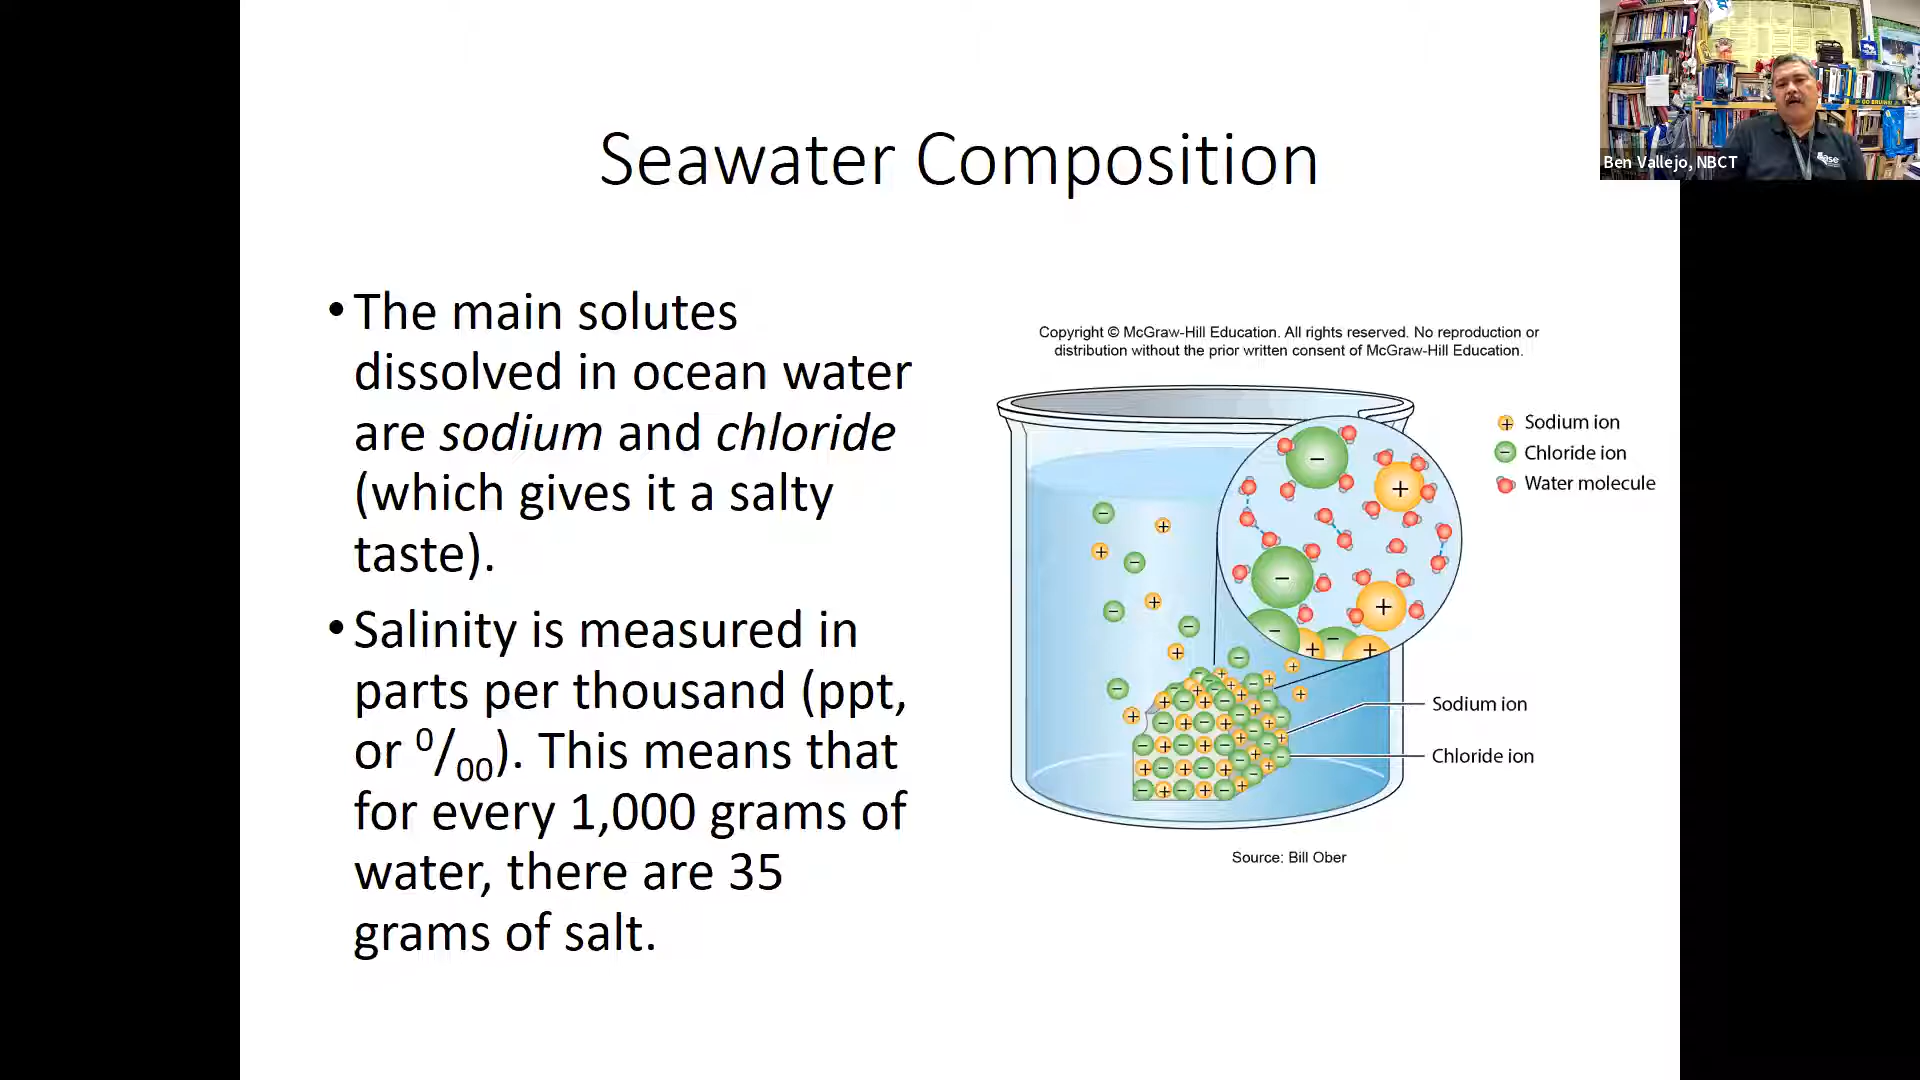 Seawater Composition
• The main solutes
dissolved in ocean water
are sodium and chloride
(which gives it a salty
taste).
• Salinity is measured in
parts per thousand (ppt,
or 0/00). This means that
for every 1,000 grams of
water, there are 35
grams of salt.
Copyright © McGraw-Hill Education. All rights reserved. No reproduction or
distribution without the prior written consent of McGraw-Hill Education.
+ Sodium ion
− Chloride ion
Water molecule
Sodium ion
Chloride ion
Source: Bill Ober
Ben Vallejo, NBCT
GO BRUINS
ase